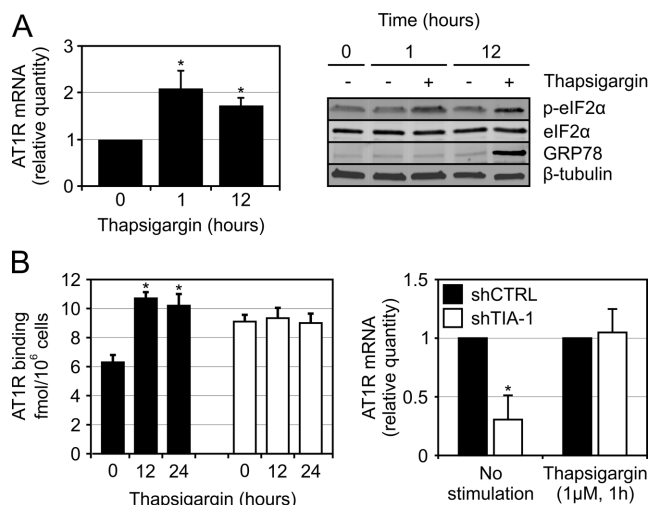 A
AT1R mRNA
(relative quantity)
3
2
1
0
*
*
0 1 12
Thapsigargin (hours)
Time (hours)
0 1 12
- - + - + Thapsigargin
p-eIF2α
eIF2α
GRP78
β-tubulin
B
AT1R binding
fmol/10⁶ cells
12
10
8
6
4
2
0
* *
0 12 24 0 12 24
Thapsigargin (hours)
AT1R mRNA
(relative quantity)
1.5
1
0.5
0
shCTRL
shTIA-1
*
No Thapsigargin
stimulation (1µM, 1h)